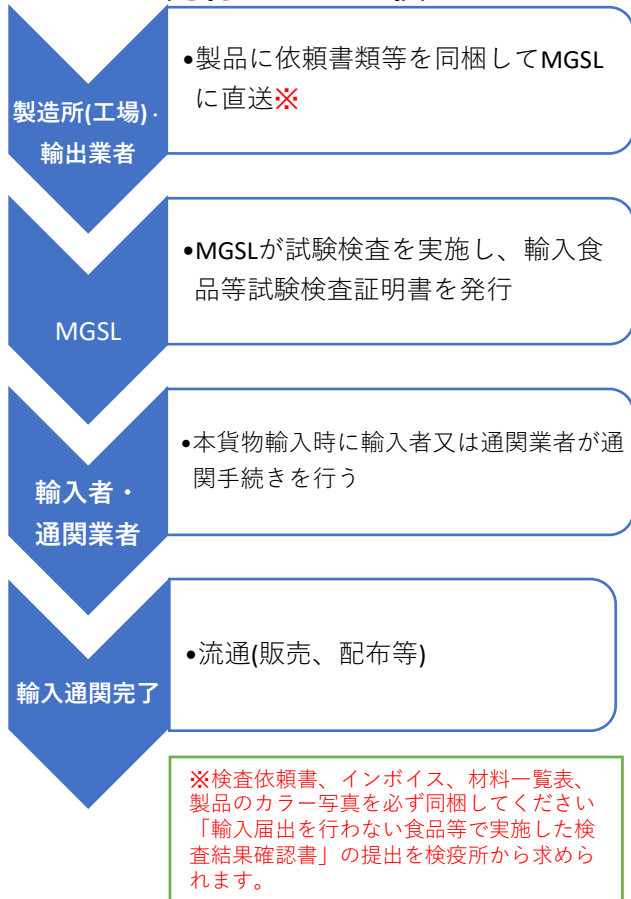 •製品に依頼書類等を同梱してMGSL
に直送※
製造所(工場)・
輸出業者
•MGSLが試験検査を実施し、輸入食
品等試験検査証明書を発行
MGSL
•本貨物輸入時に輸入者又は通関業者が通
関手続きを行う
輸入者・
通関業者
•流通(販売、配布等)
輸入通関完了
※検査依頼書、インボイス、材料一覧表、
製品のカラー写真を必ず同梱してください
「輸入届出を行わない食品等で実施した検
査結果確認書」の提出を検疫所から求めら
れます。